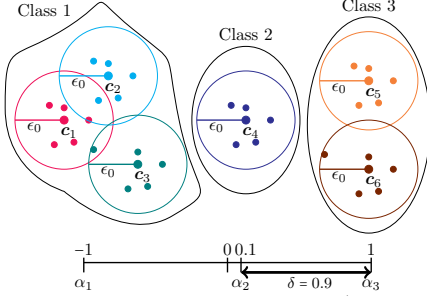 Class 1
Class 2
Class 3
ϵ₀
c₂
ϵ₀
c₁
ϵ₀
c₃
ϵ₀
c₄
ϵ₀
c₅
ϵ₀
c₆
−1 0 0.1 1
α₁ α₂ α₃
δ = 0.9